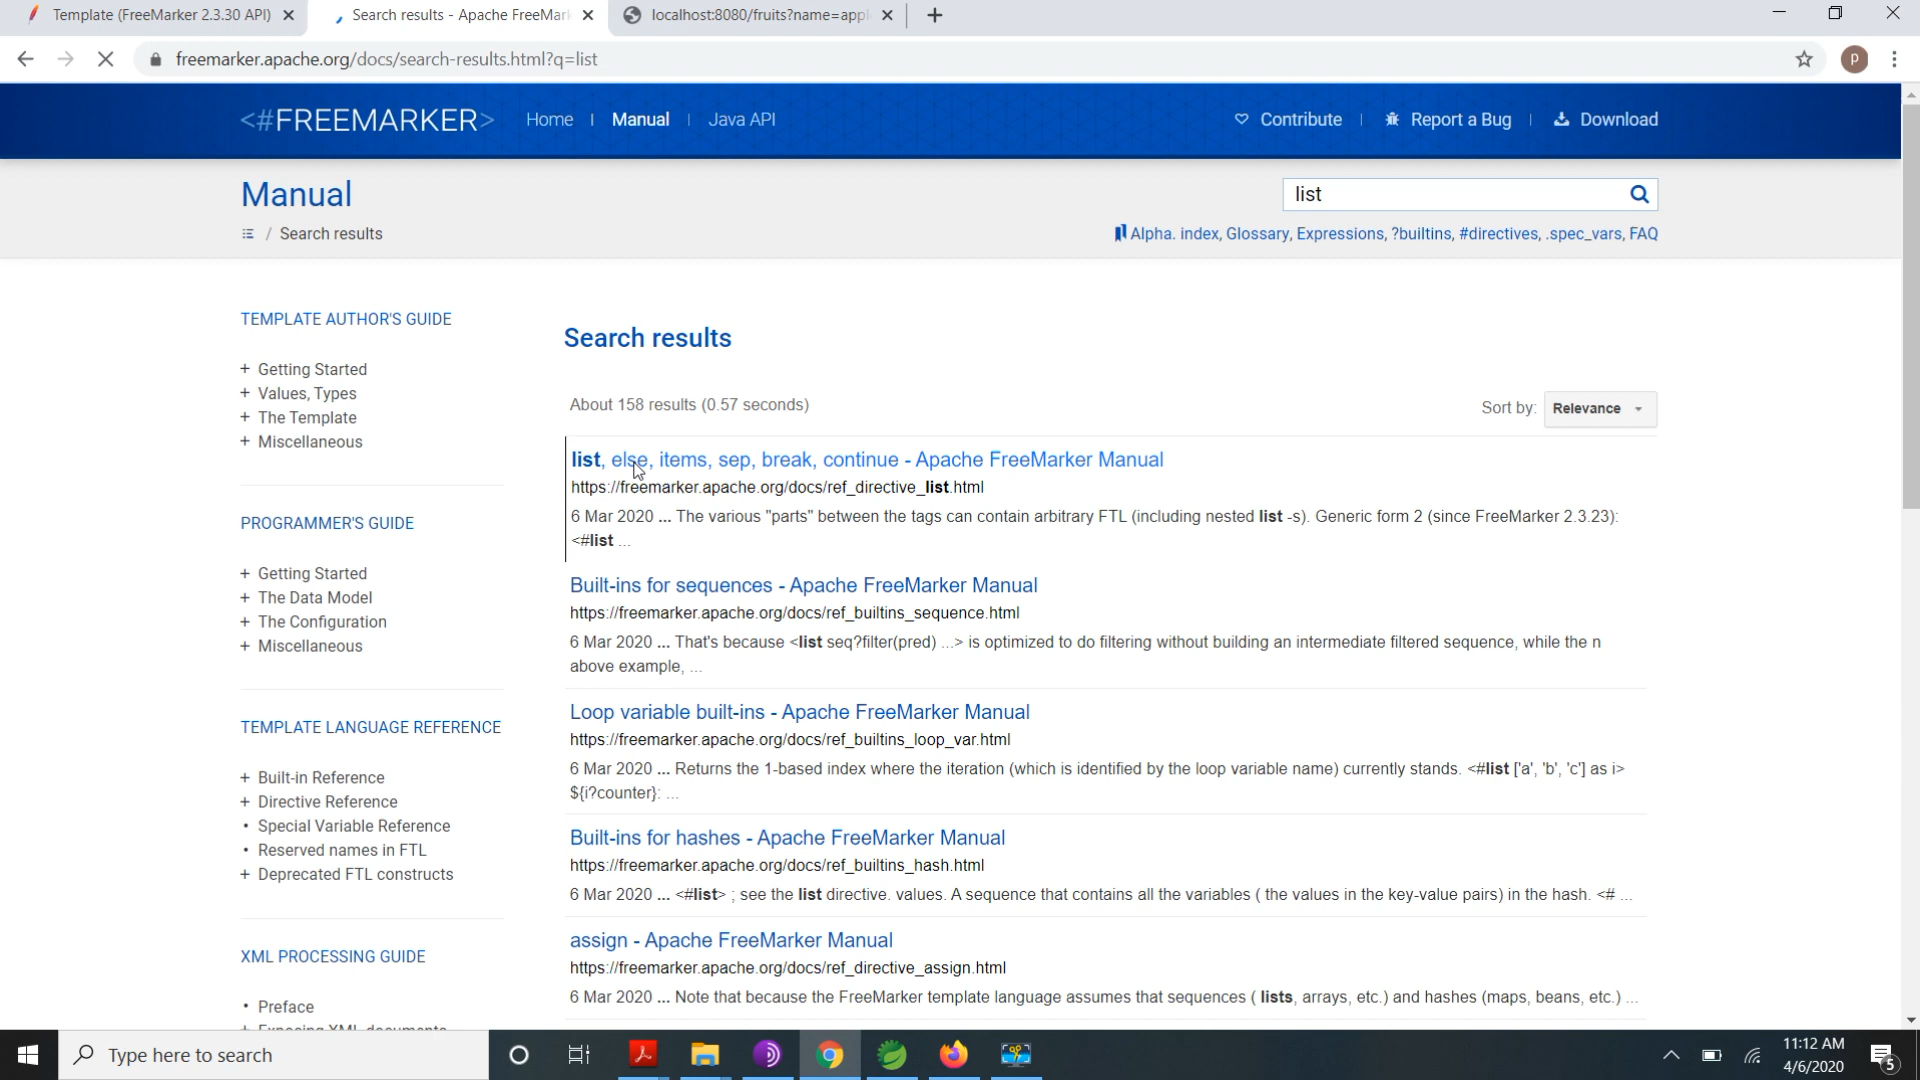 Template (FreeMarker 2.3.30 API)
Search results - Apache FreeMark
localhost:8080/fruits?name=appl
freemarker.apache.org/docs/search-results.html?q=list
p
<#FREEMARKER>
Home
Manual
Java API
Contribute
Report a Bug
Download
Manual
list
/ Search results
Alpha. index, Glossary, Expressions, ?builtins, #directives, .spec_vars, FAQ
TEMPLATE AUTHOR'S GUIDE
+ Getting Started
+ Values, Types
+ The Template
+ Miscellaneous
PROGRAMMER'S GUIDE
+ Getting Started
+ The Data Model
+ The Configuration
+ Miscellaneous
TEMPLATE LANGUAGE REFERENCE
+ Built-in Reference
+ Directive Reference
• Special Variable Reference
• Reserved names in FTL
+ Deprecated FTL constructs
XML PROCESSING GUIDE
• Preface
+ Exposing XML documents
Search results
About 158 results (0.57 seconds)
Sort by:
Relevance
list, else, items, sep, break, continue - Apache FreeMarker Manual
https://freemarker.apache.org/docs/ref_directive_list.html
6 Mar 2020 ... The various "parts" between the tags can contain arbitrary FTL (including nested list -s). Generic form 2 (since FreeMarker 2.3.23):
<#list ...
Built-ins for sequences - Apache FreeMarker Manual
https://freemarker.apache.org/docs/ref_builtins_sequence.html
6 Mar 2020 ... That's because <list seq?filter(pred) ...> is optimized to do filtering without building an intermediate filtered sequence, while the n
above example, ...
Loop variable built-ins - Apache FreeMarker Manual
https://freemarker.apache.org/docs/ref_builtins_loop_var.html
6 Mar 2020 ... Returns the 1-based index where the iteration (which is identified by the loop variable name) currently stands. <#list ['a', 'b', 'c'] as i>
${i?counter}: ...
Built-ins for hashes - Apache FreeMarker Manual
https://freemarker.apache.org/docs/ref_builtins_hash.html
6 Mar 2020 ... <#list> ; see the list directive. values. A sequence that contains all the variables ( the values in the key-value pairs) in the hash. <# ...
assign - Apache FreeMarker Manual
https://freemarker.apache.org/docs/ref_directive_assign.html
6 Mar 2020 ... Note that because the FreeMarker template language assumes that sequences ( lists, arrays, etc.) and hashes (maps, beans, etc.) ...
Type here to search
11:12 AM
4/6/2020
5